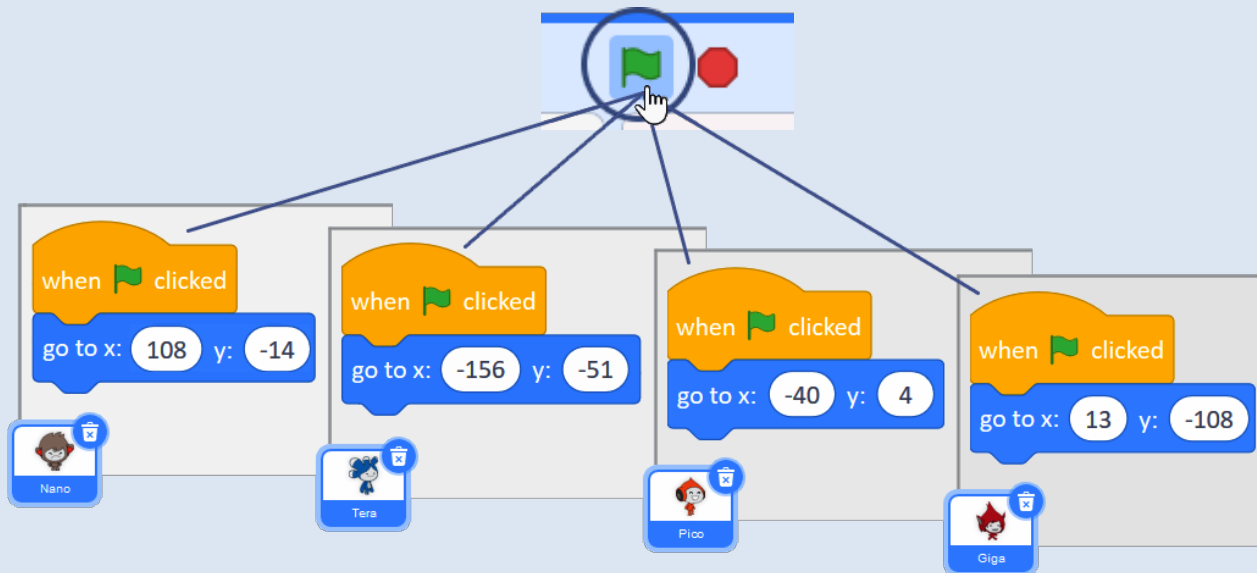 when clicked
go to x: 108 y: -14
Nano
when clicked
go to x: -156 y: -51
Tera
when clicked
go to x: -40 y: 4
Pico
when clicked
go to x: 13 y: -108
Giga